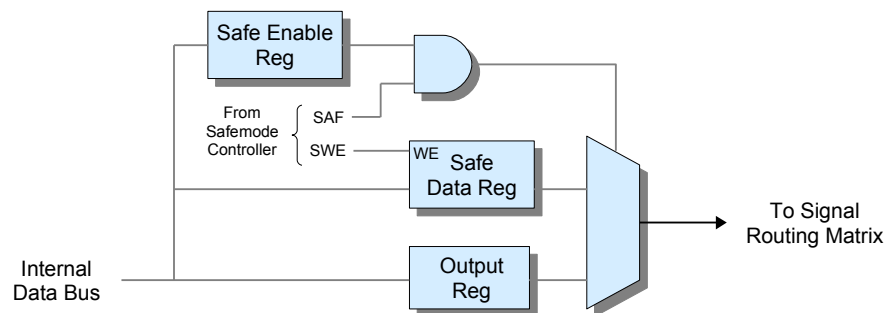 Safe Enable
Reg
From
Safemode
Controller
SAF
SWE
WE
Safe
Data Reg
To Signal
Routing Matrix
Internal
Data Bus
Output
Reg